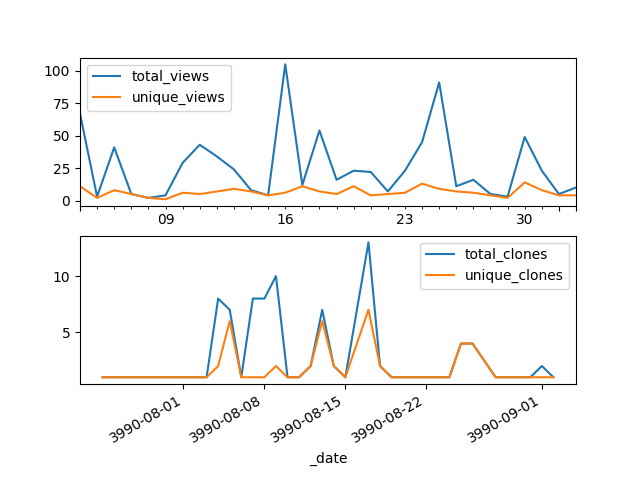 100
75
50
25
0
total_views
unique_views
09 16 23 30
10
5
total_clones
unique_clones
3990-08-01 3990-08-08 3990-08-15 3990-08-22 3990-09-01
_date